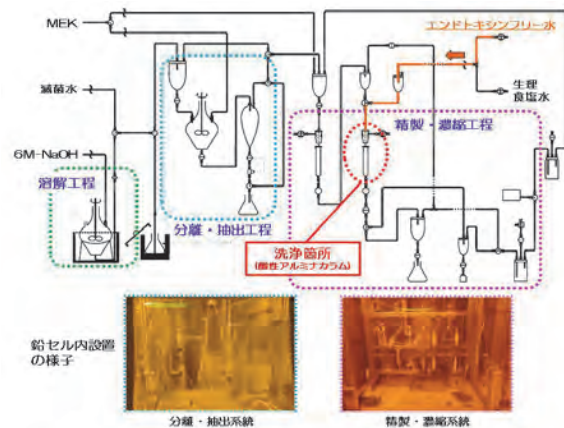 MEK
滅菌水
6M-NaOH
溶解工程
分離・抽出工程
エンドトキシンフリー水
生理
食塩水
精製・濃縮工程
洗浄箇所
(酸性アルミナカラム)
鉛セル内設置
の様子
分離・抽出系統
精製・濃縮系統